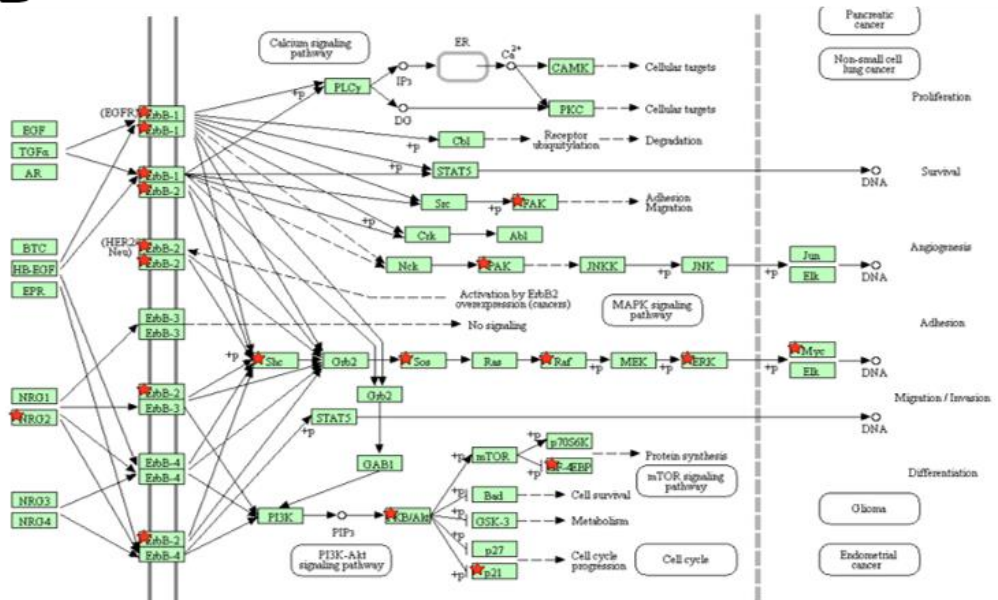 Calcium signaling
pathway
ER
IP3
Ca2+
CAMK
Cellular targets
Pancreatic
cancer
Non-small cell
lung cancer
+p
PLCγ
DG
PKC
Cellular targets
Proliferation
(EGFR)
ErbB-1
ErbB-1
EGF
TGFα
AR
+p
Cbl
Receptor
ubiquitylation
Degradation
ErbB-1
ErbB-2
+p
STAT5
DNA
Survival
Src
+p
FAK
Adhesion
Migration
+p
Crk
Abl
BTC
HB-EGF
EPR
(HER2/
Neu)
ErbB-2
ErbB-2
Nck
PAK
JNKK
+p
JNK
+p
Jun
Elk
DNA
Angiogenesis
Activation by ErbB2
overexpression (cancers)
MAPK signaling
pathway
ErbB-3
ErbB-3
No signaling
Adhesion
+p
Shc
Grb2
Sos
Ras
Raf
+p
MEK
+p
ERK
+p
Myc
Elk
DNA
NRG1
NRG2
ErbB-2
ErbB-3
Grb2
Migration / Invasion
STAT5
+p
DNA
ErbB-4
ErbB-4
GAB1
+p
mTOR
+p
p70S6K
+p
Protein synthesis
mTOR signaling
pathway
Differentiation
NRG3
NRG4
PI3K
PIP3
PKB/Akt
+p
Bad
Cell survival
+p
GSK-3
Metabolism
Glioma
ErbB-2
ErbB-4
PI3K-Akt
signaling pathway
+p
p27
Cell cycle
progression
Cell cycle
Endometrial
cancer
+p
p21